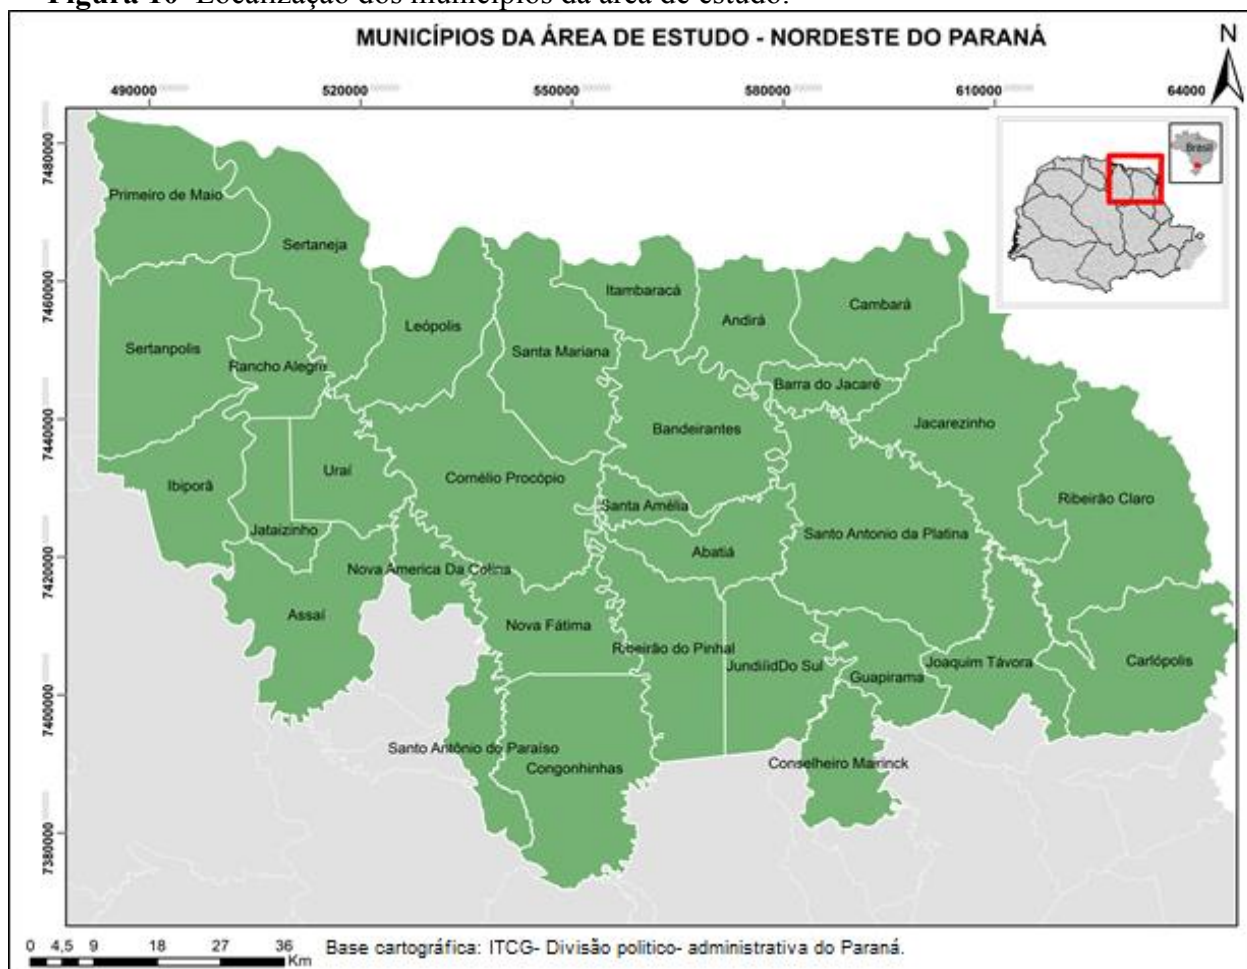 Figura 10- Localização dos municípios da área de estudo.
MUNICÍPIOS DA ÁREA DE ESTUDO - NORDESTE DO PARANÁ
N
490000
520000
550000
580000
610000
64000
7480000
7460000
7440000
7420000
7400000
7380000
Brasil
Primeiro de Maio
Sertaneja
Itambaracá
Cambará
Andirá
Leópolis
Sertanpolis
Santa Mariana
Rancho Alegre
Barra do Jacaré
Bandeirantes
Jacarezinho
Uraí
Cornélio Procópio
Ibiporã
Ribeirão Claro
Santa Amélia
Jataizinho
Santo Antonio da Platina
Abatiá
Nova America Da Colina
Assaí
Nova Fátima
Ribeirão do Pinhal
JundiíidDo Sul
Joaquim Távora
Carlópolis
Guapirama
Santo Antônio do Paraíso
Congonhinhas
Conselheiro Marrinck
0 4,5 9 18 27 36
Km
Base cartográfica: ITCG- Divisão politico- administrativa do Paraná.